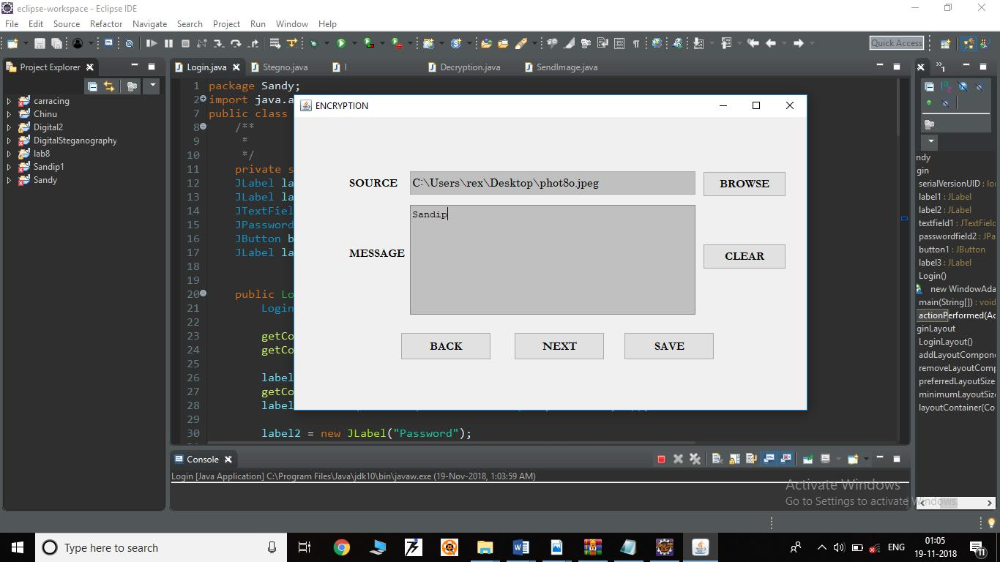 eclipse-workspace - Eclipse IDE
File Edit Source Refactor Navigate Search Project Run Window Help
Quick Access
Project Explorer
carracing
Chinu
Digital2
DigitalSteganography
lab8
Sandip1
Sandy
Login.java Stegno.java I Decryption.java SendImage.java
1 package Sandy;
2 import java.a
7 public class
8 /**
9 *
10 */
11 private s
12 JLabel la
13 JLabel la
14 JTextFiel
15 JPassword
16 JButton b
17 JLabel la
18
19
20 public Lo
21 Login
22
23 getCo
24 getCo
25
26 label
27 getCo
28 label
29
30 label2 = new JLabel("Password");
ENCRYPTION
SOURCE C:\Users\rex\Desktop\phot8o.jpeg BROWSE
Sandip
MESSAGE
CLEAR
BACK NEXT SAVE
ndy
gin
serialVersionUID : lo
label1 : JLabel
label2 : JLabel
textfield1 : JTextFiel
passwordfield2 : JPa
button1 : JButton
label3 : JLabel
Login()
new WindowAda
main(String[]) : void
actionPerformed(Ac
ginLayout
LoginLayout()
addLayoutCompone
removeLayoutComp
preferredLayoutSize
minimumLayoutSiz
layoutContainer(Co
Console
Login [Java Application] C:\Program Files\Java\jdk10\bin\javaw.exe (19-Nov-2018, 1:03:59 AM)
Activate Windows
Go to Settings to activate Windows.
Type here to search
ENG
01:05
19-11-2018